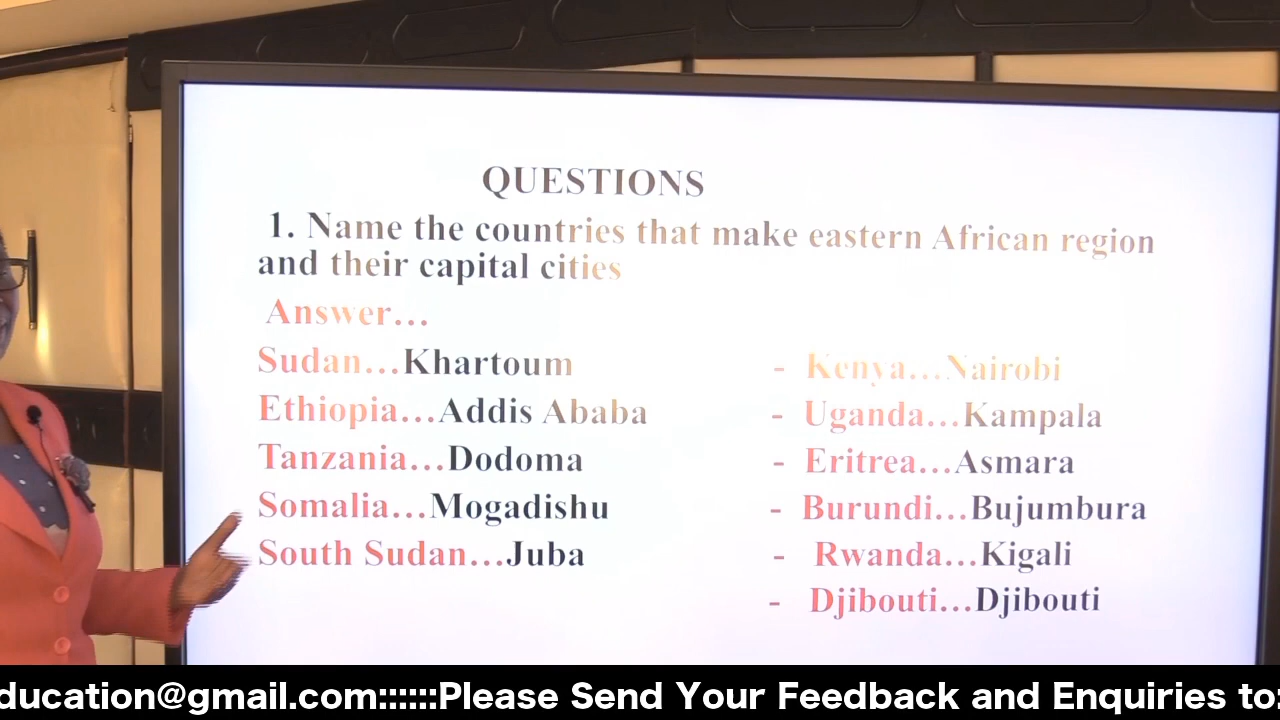 QUESTIONS
1. Name the countries that make eastern African region
and their capital cities
Answer...
Sudan...Khartoum
Ethiopia...Addis Ababa
Tanzania...Dodoma
Somalia...Mogadishu
South Sudan...Juba
- Kenya...Nairobi
- Uganda...Kampala
- Eritrea...Asmara
- Burundi...Bujumbura
- Rwanda...Kigali
- Djibouti...Djibouti
ducation@gmail.com::::::Please Send Your Feedback and Enquiries to: